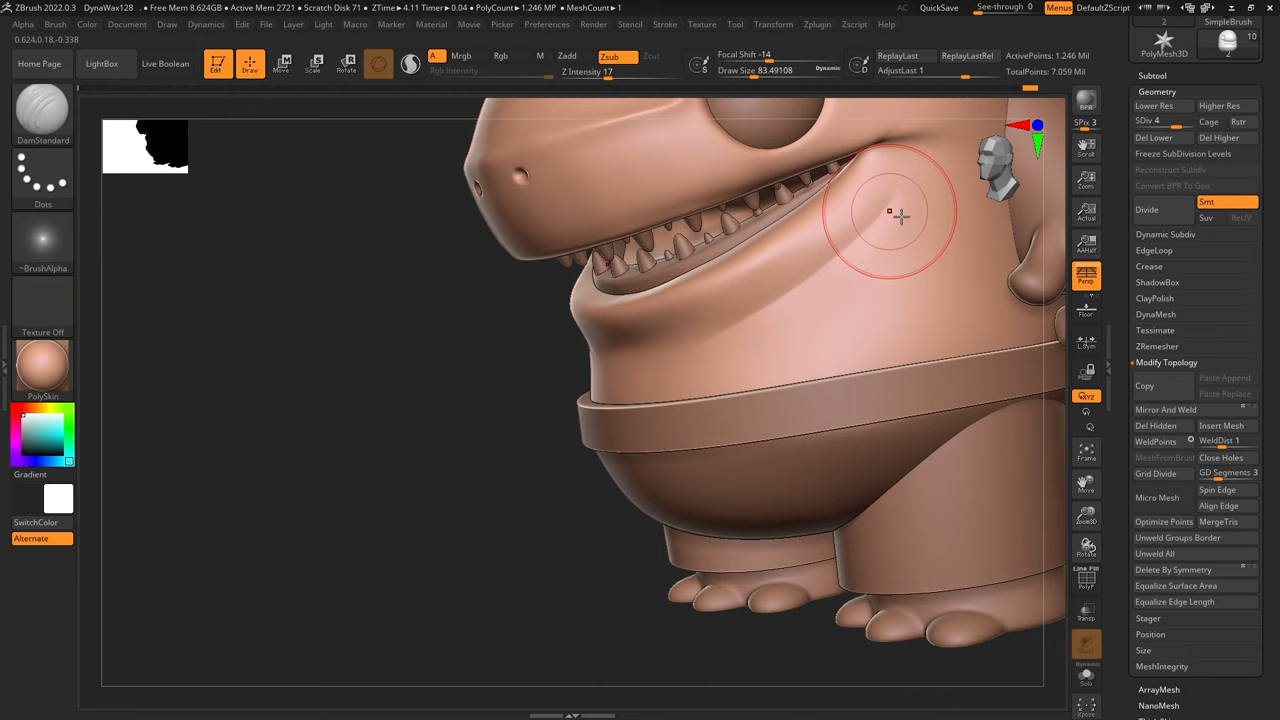 ZBrush 2022.0.3 DynaWax128 . • Free Mem 8.624GB • Active Mem 2721 • Scratch Disk 71 • ZTime▸4.11 Timer▸0.04 • PolyCount▸1.246 MP • MeshCount▸1
AC QuickSave See-through 0 Menus DefaultZScript
Alpha Brush Color Document Draw Dynamics Edit File Layer Light Macro Marker Material Movie Picker Preferences Render Stencil Stroke Texture Tool Transform Zplugin Zscript Help
0.624,0.18,-0.338
Home Page LightBox Live Boolean
Edit Draw Move Scale Rotate
A Mrgb Rgb M Zadd Zsub Zcut
Rgb Intensity Z Intensity 17
Focal Shift -14
Draw Size 83.49108 Dynamic
S
D
ReplayLast ReplayLastRel
AdjustLast 1
ActivePoints: 1.246 Mil
TotalPoints: 7.059 Mil
DamStandard
Dots
~BrushAlpha
Texture Off
PolySkin
Gradient
SwitchColor
Alternate
BPR
SPix 3
Scroll
Zoom
Actual
AAHalf
Persp
Floor
L.Sym
XYZ
Frame
Move
Zoom3D
Rotate
Line Fill
PolyF
Transp
Dynamic
Solo
Xpose
2 SimpleBrush
10
PolyMesh3D 2
Subtool
Geometry
Lower Res Higher Res
SDiv 4 Cage Rstr
Del Lower Del Higher
Freeze SubDivision Levels
Reconstruct Subdiv
Convert BPR To Geo
Divide Smt
Suv ReUV
Dynamic Subdiv
EdgeLoop
Crease
ShadowBox
ClayPolish
DynaMesh
Tessimate
ZRemesher
Modify Topology
Copy Paste Append
Paste Replace
Mirror And Weld
Del Hidden Insert Mesh
WeldPoints WeldDist 1
MeshFromBrush Close Holes
Grid Divide GD Segments 3
Micro Mesh Spin Edge
Align Edge
Optimize Points MergeTris
Unweld Groups Border
Unweld All
Delete By Symmetry
Equalize Surface Area
Equalize Edge Length
Stager
Position
Size
MeshIntegrity
ArrayMesh
NanoMesh